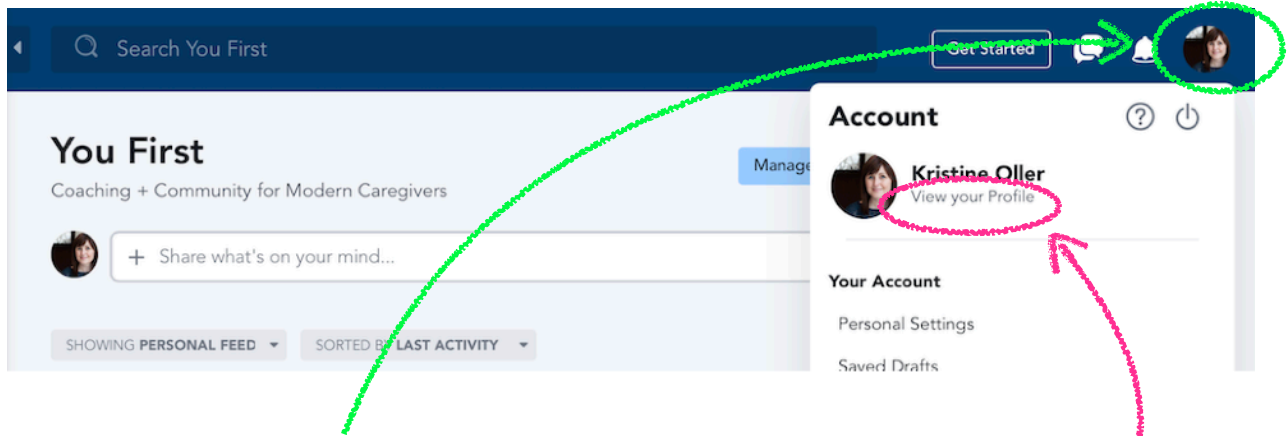 Search You First
Get Started
Account
You First
Manage
Coaching + Community for Modern Caregivers
Kristine Oller
View your Profile
+ Share what's on your mind...
Your Account
Personal Settings
SHOWING PERSONAL FEED
SORTED BY LAST ACTIVITY
Saved Drafts